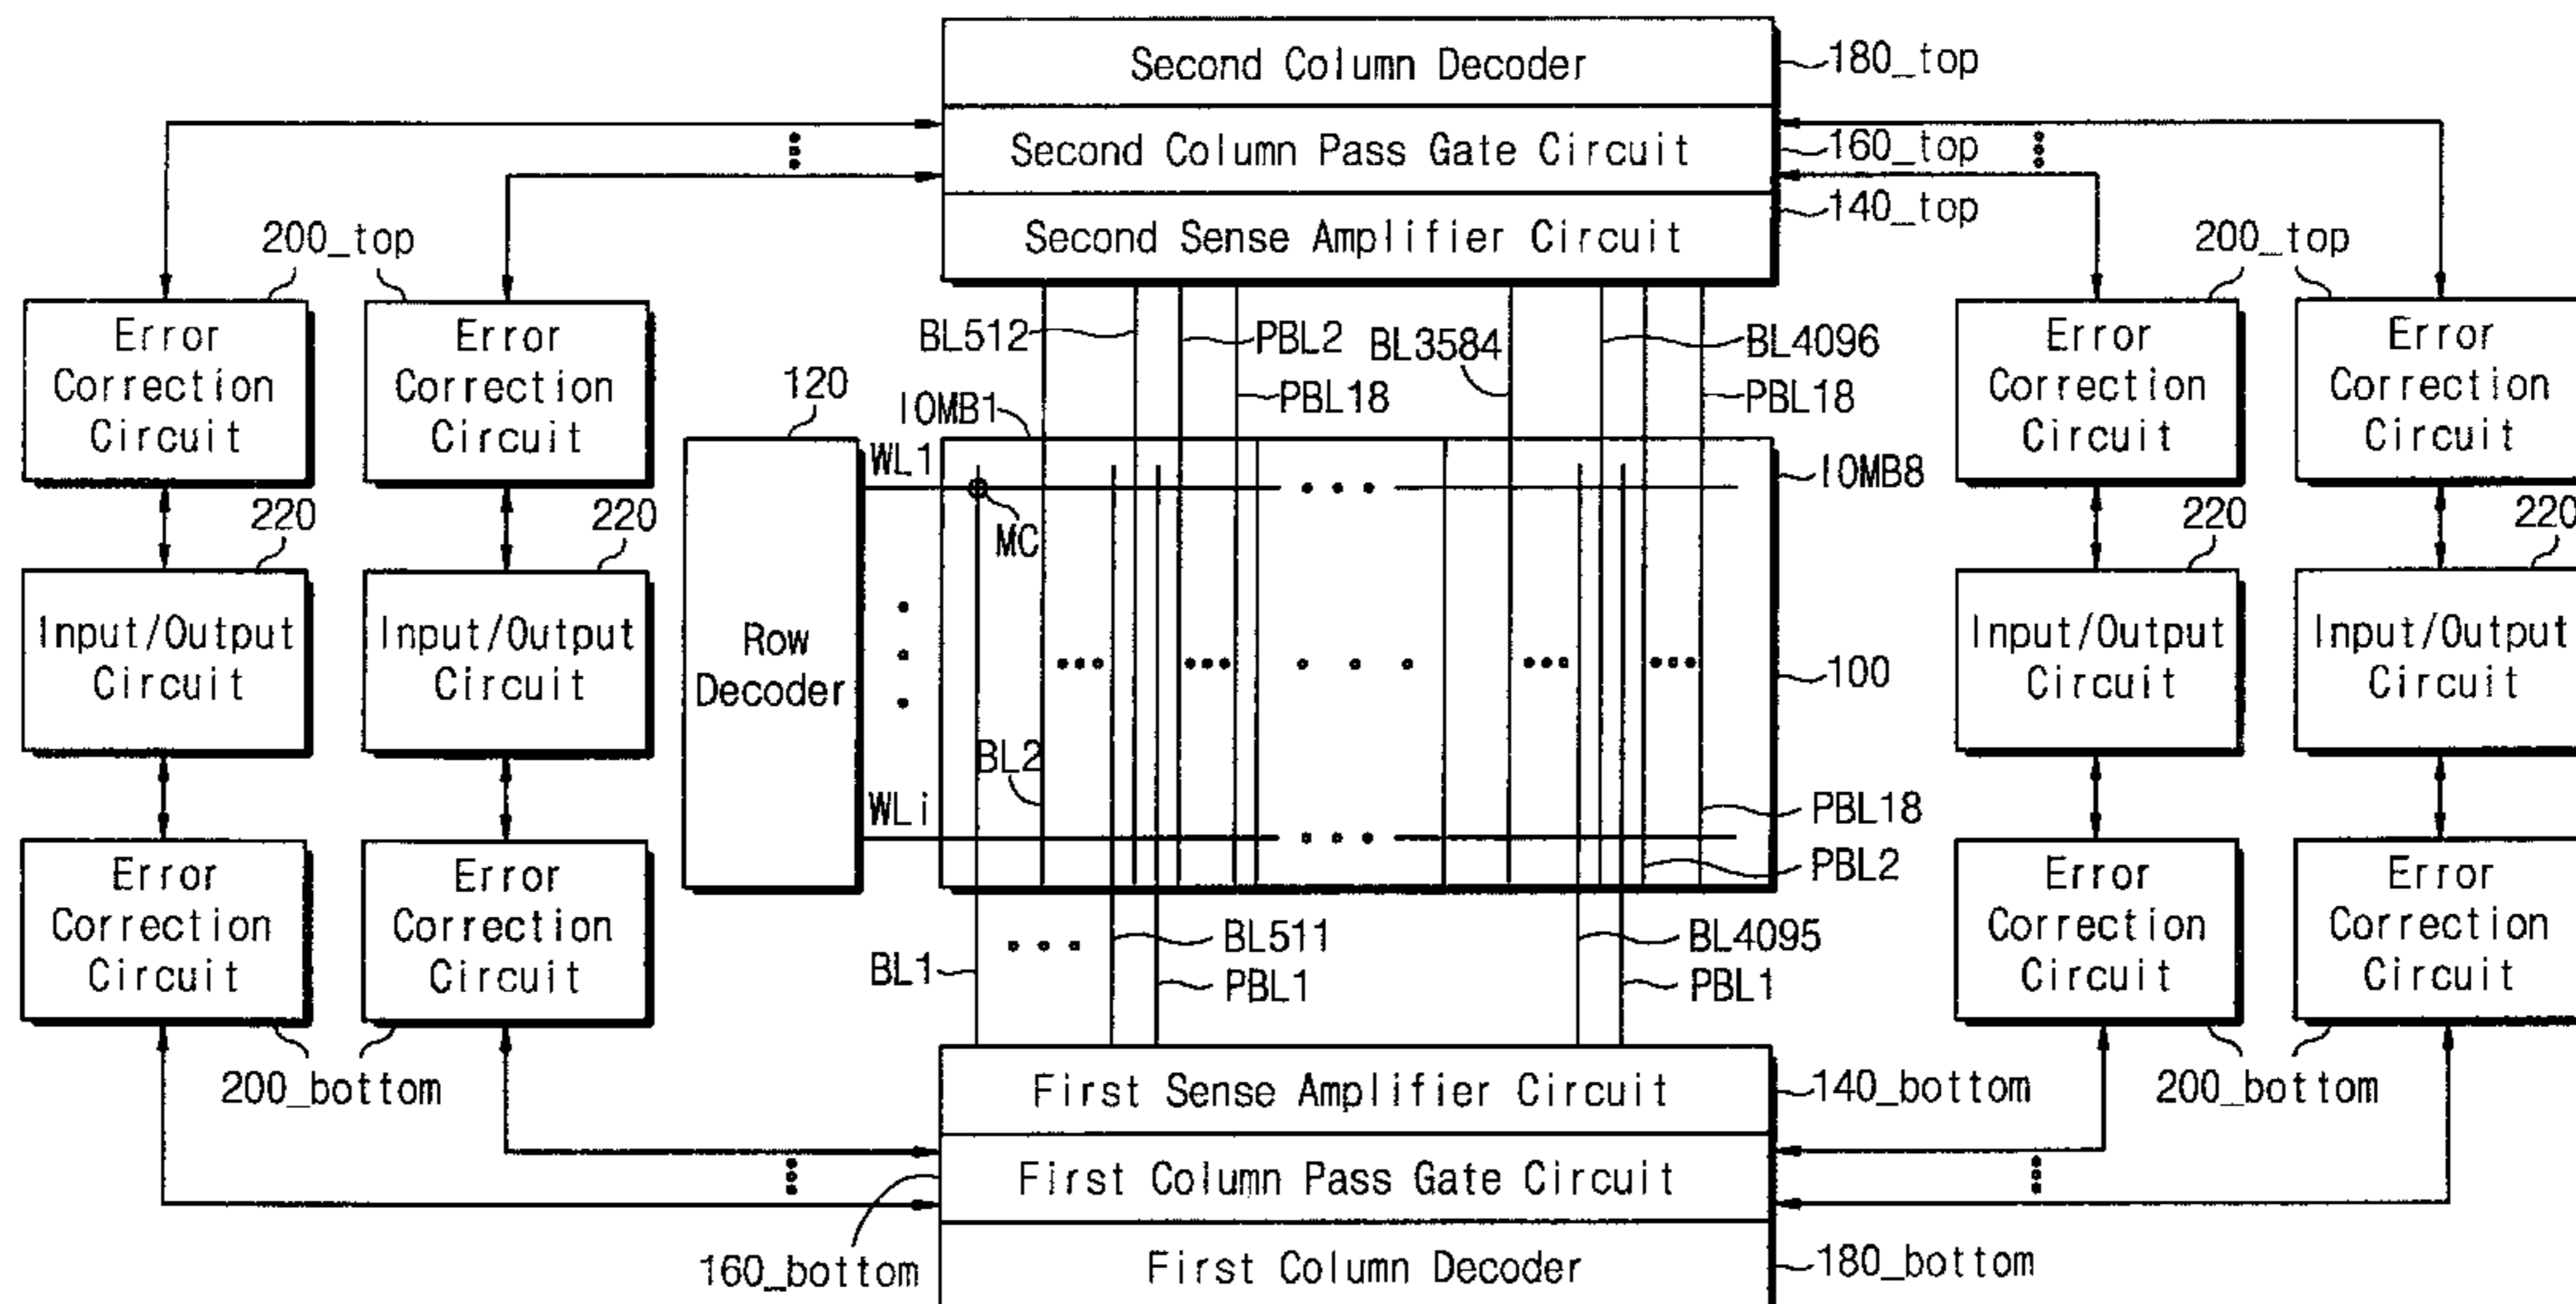 Second Column Decoder
180_top
Second Column Pass Gate Circuit
160_top
Second Sense Amplifier Circuit
140_top
200_top
200_top
Error
Correction
Circuit
Error
Correction
Circuit
BL512
PBL2
BL3584
BL4096
PBL18
PBL18
Error
Correction
Circuit
Error
Correction
Circuit
120
IOMB1
WL1
IOMB8
MC
220
220
220
220
Input/Output
Circuit
Input/Output
Circuit
Row
Decoder
100
Input/Output
Circuit
Input/Output
Circuit
BL2
WLi
PBL18
PBL2
Error
Correction
Circuit
Error
Correction
Circuit
BL1
BL511
PBL1
BL4095
PBL1
Error
Correction
Circuit
Error
Correction
Circuit
200_bottom
First Sense Amplifier Circuit
140_bottom
200_bottom
First Column Pass Gate Circuit
160_bottom
First Column Decoder
180_bottom